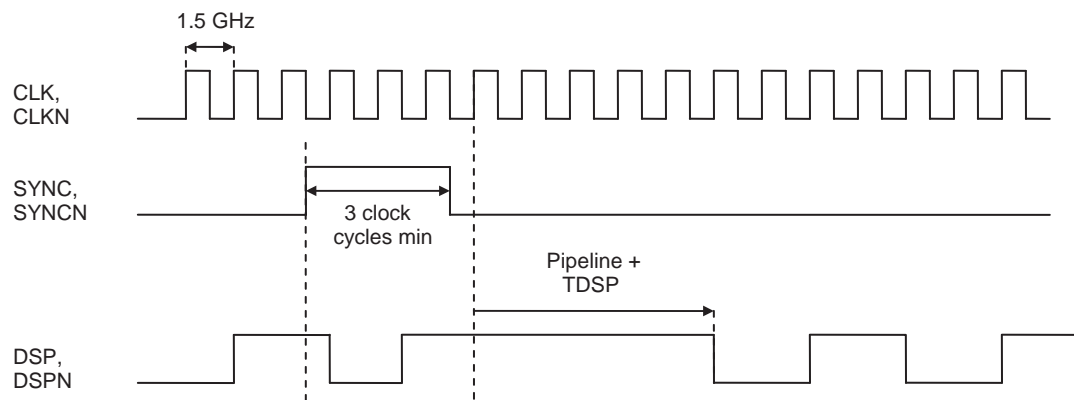 1.5 GHz
CLK,
CLKN
SYNC,
SYNCN
3 clock
cycles min
Pipeline +
TDSP
DSP,
DSPN